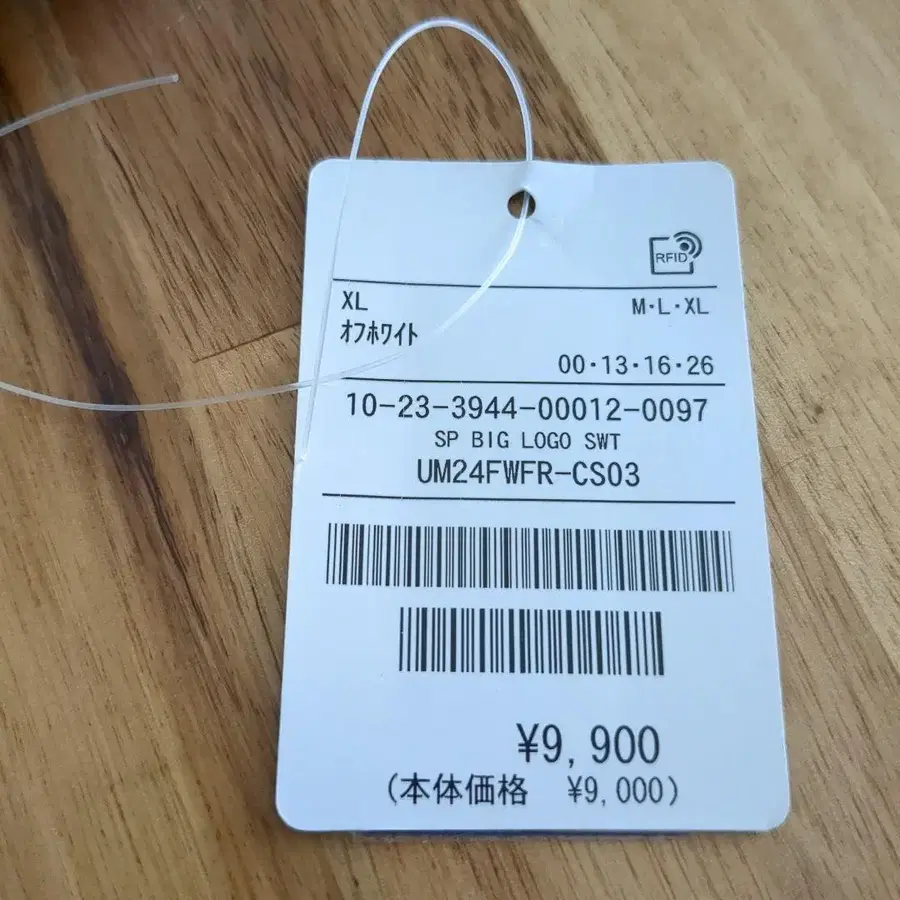 RFID
XL M・L・XL
ｵﾌﾎﾜｲﾄ
00・13・16・26
10-23-3944-00012-0097
SP BIG LOGO SWT
UM24FWFR-CS03
¥9,900
(本体価格 ¥9,000)